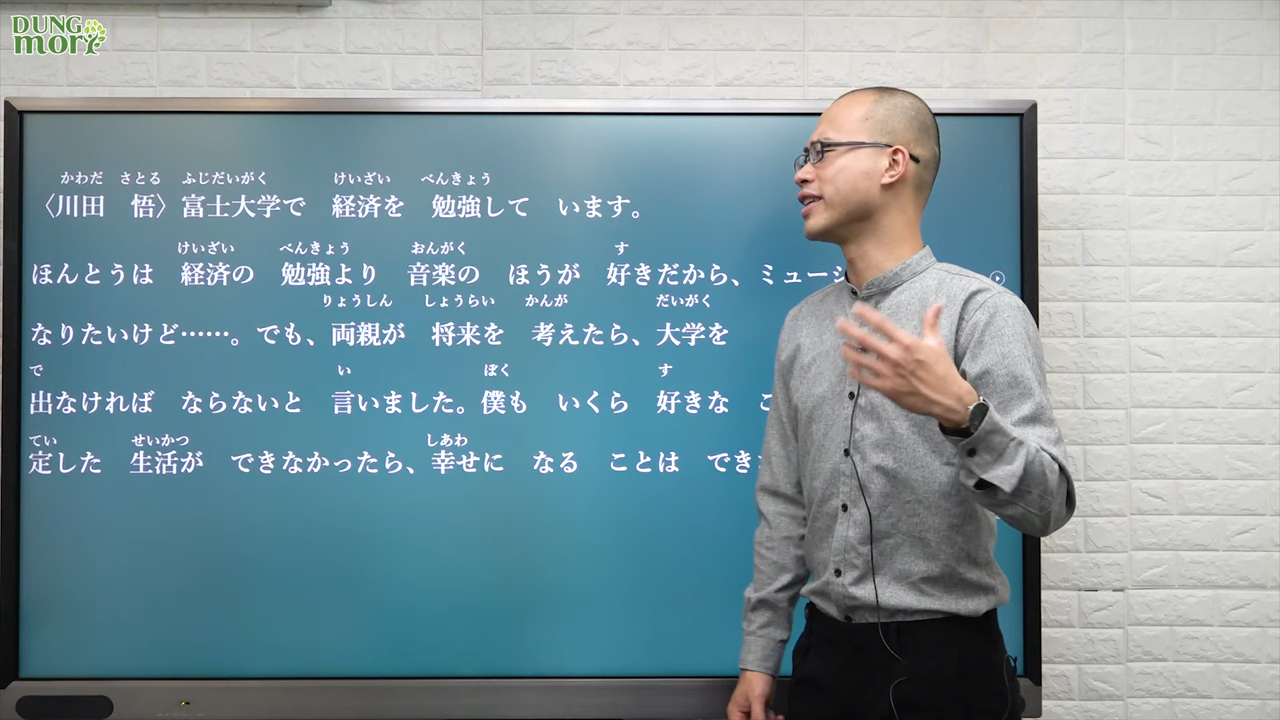 DUNG
mori
かわだ さとる ふじだいがく けいざい べんきょう
〈川田 悟〉富士大学で 経済を 勉強して います。
けいざい べんきょう おんがく す
ほんとうは 経済の 勉強より 音楽の ほうが 好きだから、ミュージ
りょうしん しょうらい かんが だいがく
なりたいけど……。でも、両親が 将来を 考えたら、大学を
で い ぼく す
出なければ ならないと 言いました。僕も いくら 好きな こ
てい せいかつ しあわ
定した 生活が できなかったら、幸せに なる ことは でき